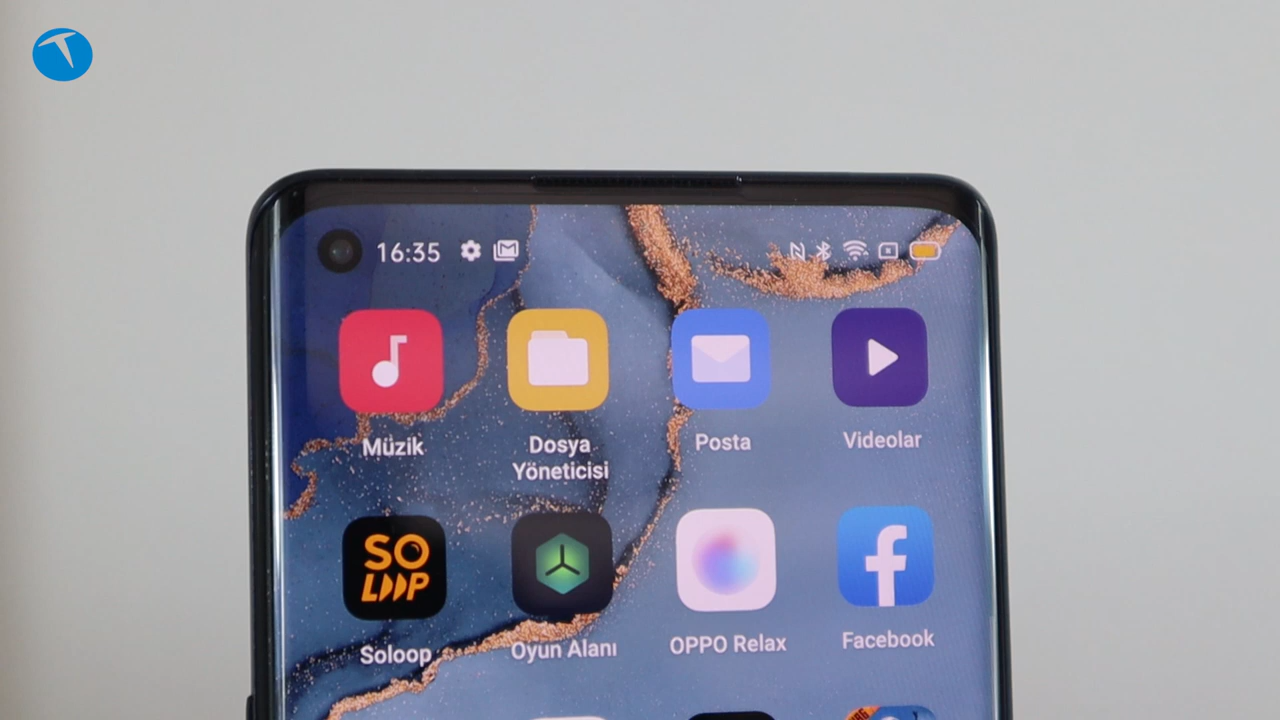 16:35
Müzik
Dosya
Yöneticisi
Posta
Videolar
SO
LOOP
Soloop
Oyun Alanı
OPPO Relax
Facebook